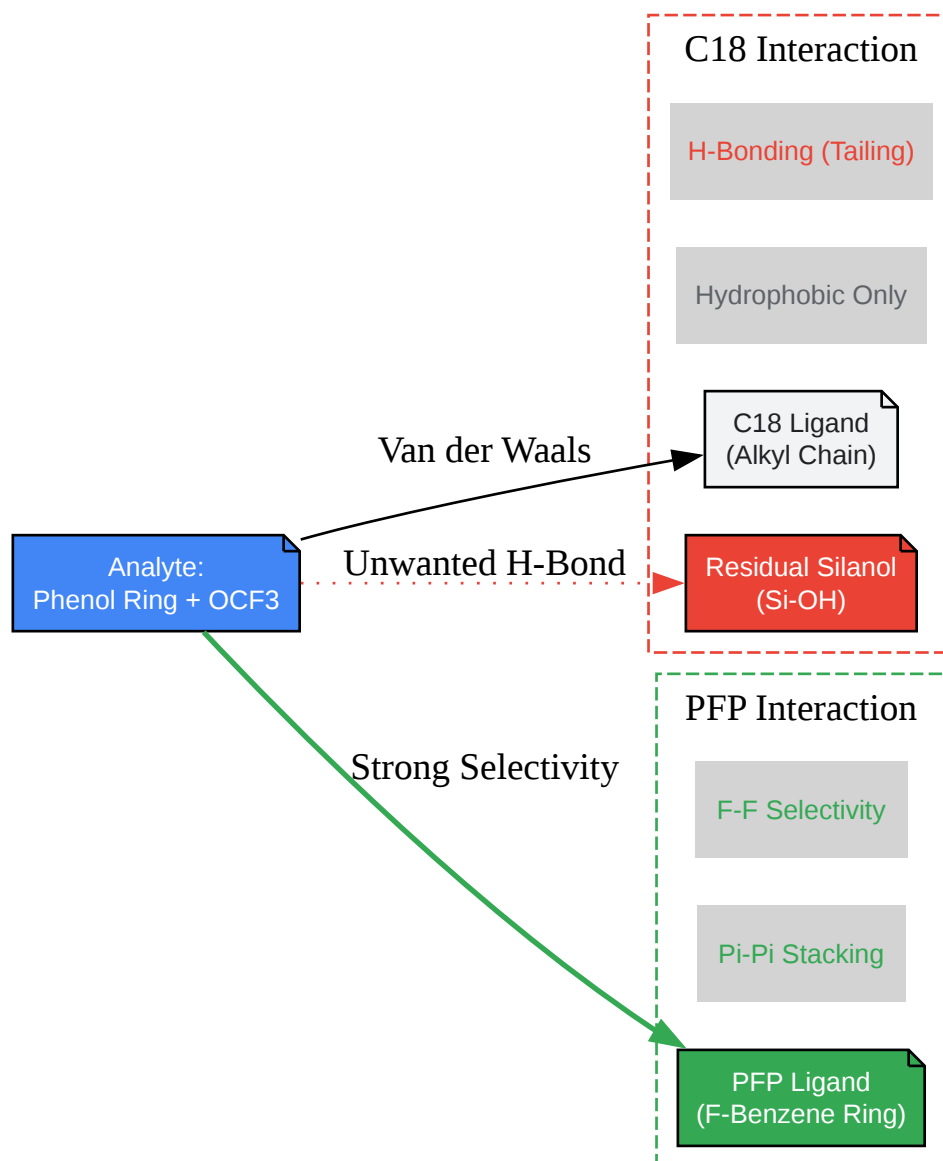 C18 Interaction
H-Bonding (Tailing)
Hydrophobic Only
C18 Ligand
(Alkyl Chain)
Van der Waals
Analyte:
Phenol Ring + OCF3
Unwanted H-Bond
Residual Silanol
(Si-OH)
PFP Interaction
Strong Selectivity
F-F Selectivity
Pi-Pi Stacking
PFP Ligand
(F-Benzene Ring)